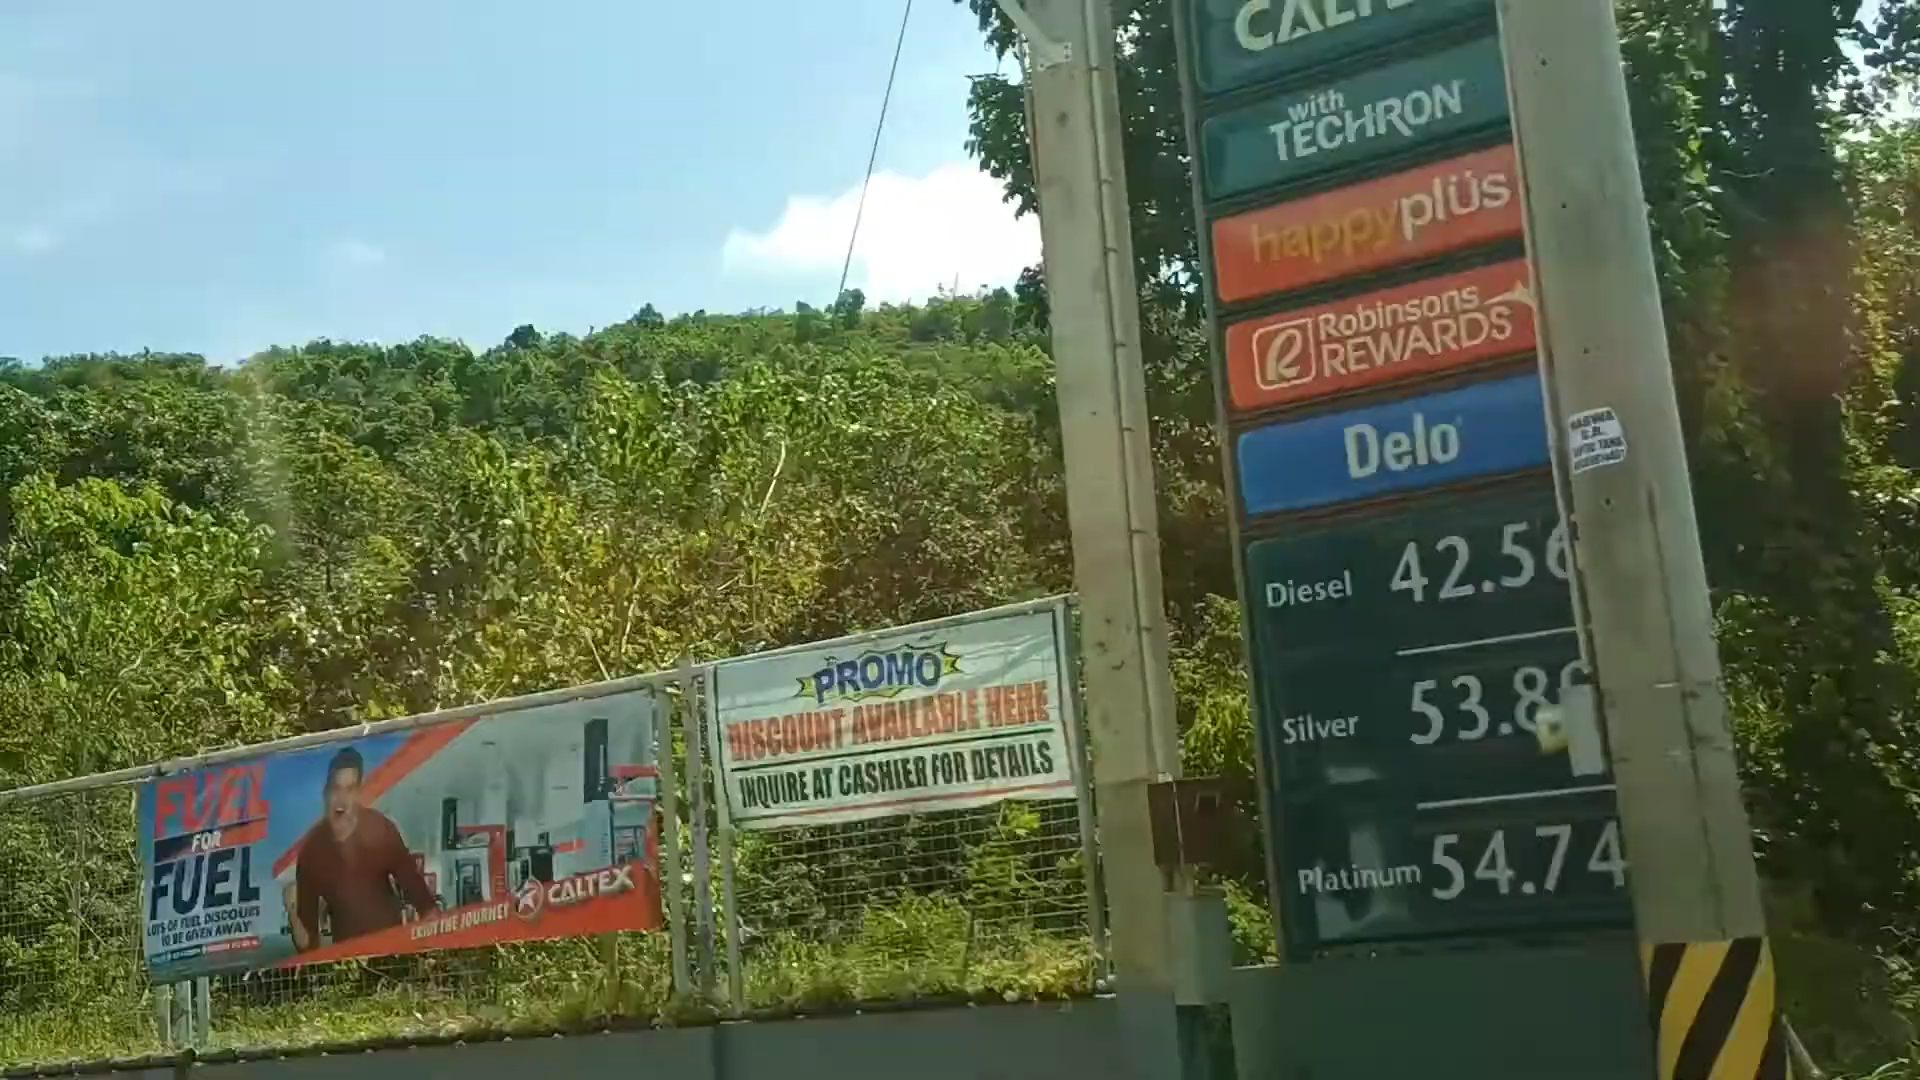 with
TECHRON
happyplus
Robinsons
REWARDS
Delo
Diesel 42.56
Silver 53.8
Platinum 54.74
PROMO
DISCOUNT AVAILABLE HERE
INQUIRE AT CASHIER FOR DETAILS
FUEL
FOR
FUEL
LOTS OF FUEL DISCOUNTS
TO BE GIVEN AWAY
ENJOY THE JOURNEY
CALTEX